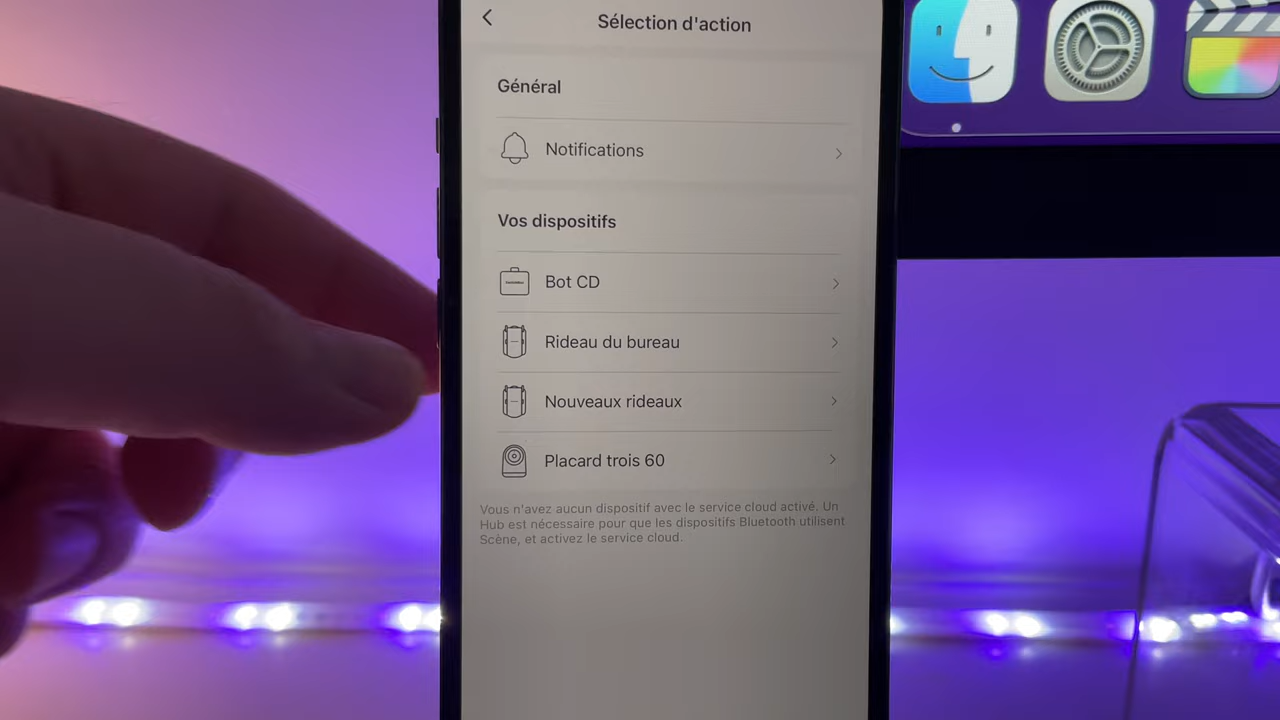 Sélection d'action
Général
Notifications
Vos dispositifs
Bot CD
Rideau du bureau
Nouveaux rideaux
Placard trois 60
Vous n'avez aucun dispositif avec le service cloud activé. Un
Hub est nécessaire pour que les dispositifs Bluetooth utilisent
Scène, et activez le service cloud.